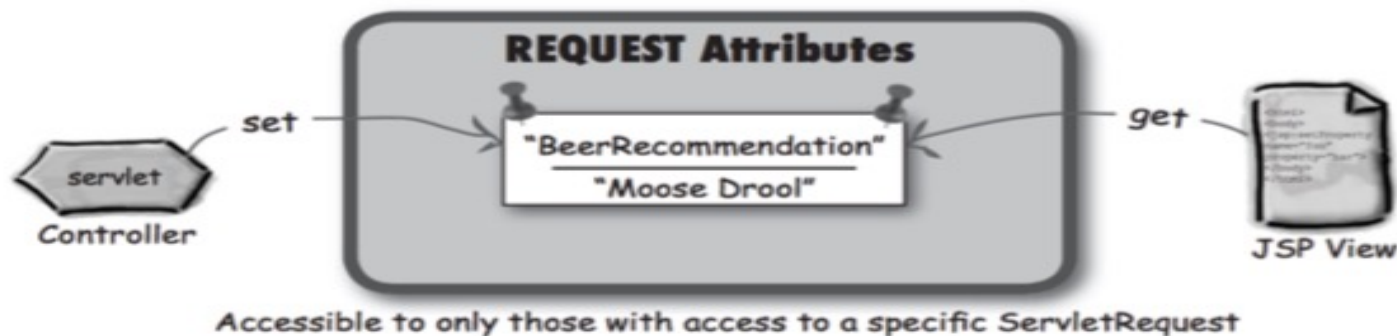 REQUEST Attributes
set
get
"BeerRecommendation"
"Moose Drool"
servlet
Controller
JSP View
Accessible to only those with access to a specific ServletRequest